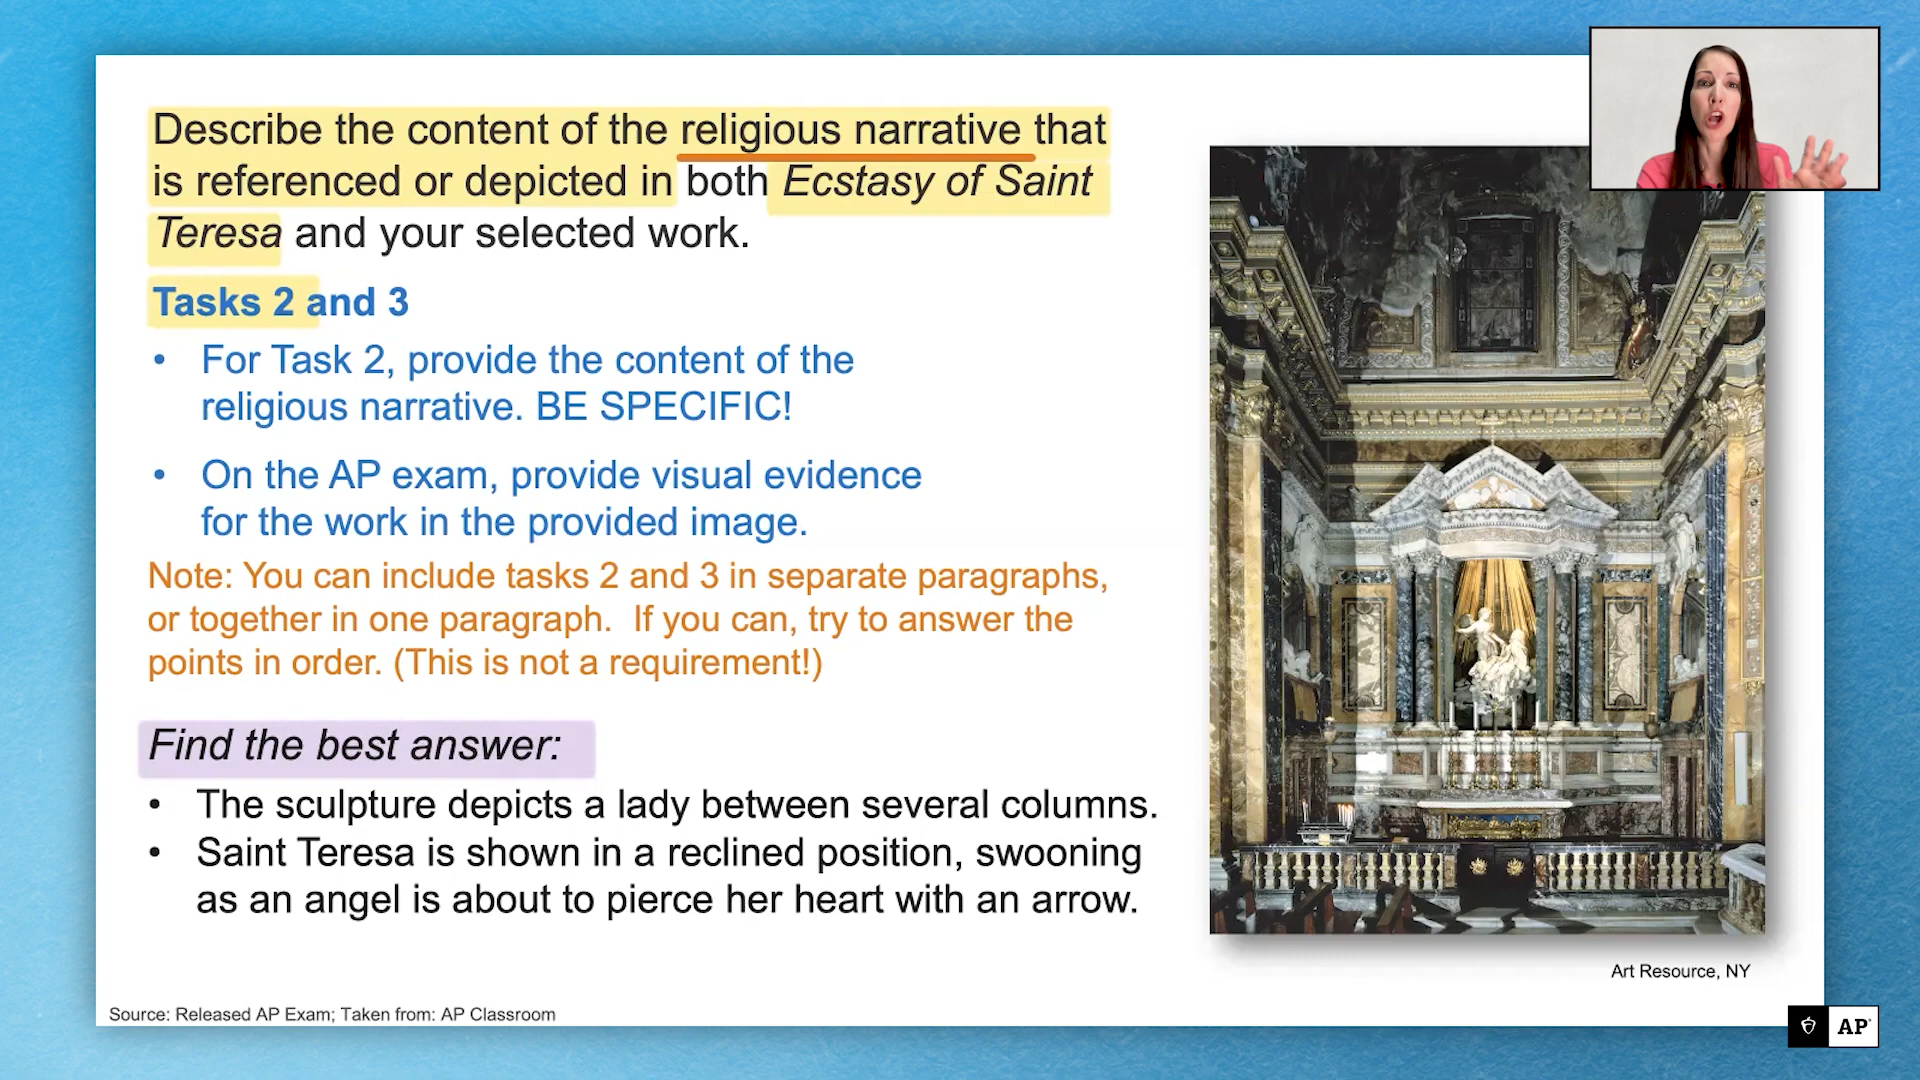 Describe the content of the religious narrative that
is referenced or depicted in both Ecstasy of Saint
Teresa and your selected work.
Tasks 2 and 3
• For Task 2, provide the content of the
religious narrative. BE SPECIFIC!
• On the AP exam, provide visual evidence
for the work in the provided image.
Note: You can include tasks 2 and 3 in separate paragraphs,
or together in one paragraph.  If you can, try to answer the
points in order. (This is not a requirement!)
Find the best answer:
• The sculpture depicts a lady between several columns.
• Saint Teresa is shown in a reclined position, swooning
as an angel is about to pierce her heart with an arrow.
Art Resource, NY
Source: Released AP Exam; Taken from: AP Classroom
AP